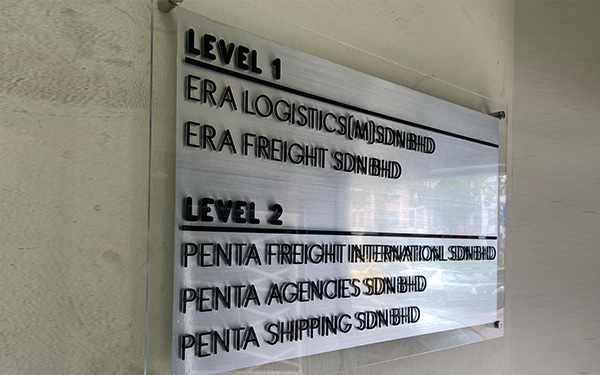 LEVEL 1
ERA LOGISTICS(M)SDN BHD
ERA FREIGHT SDN BHD
LEVEL 2
PENTA FREIGHT INTERNATIONL SDN BHD
PENTA AGENCIES SDN BHD
PENTA SHIPPING SDN BHD